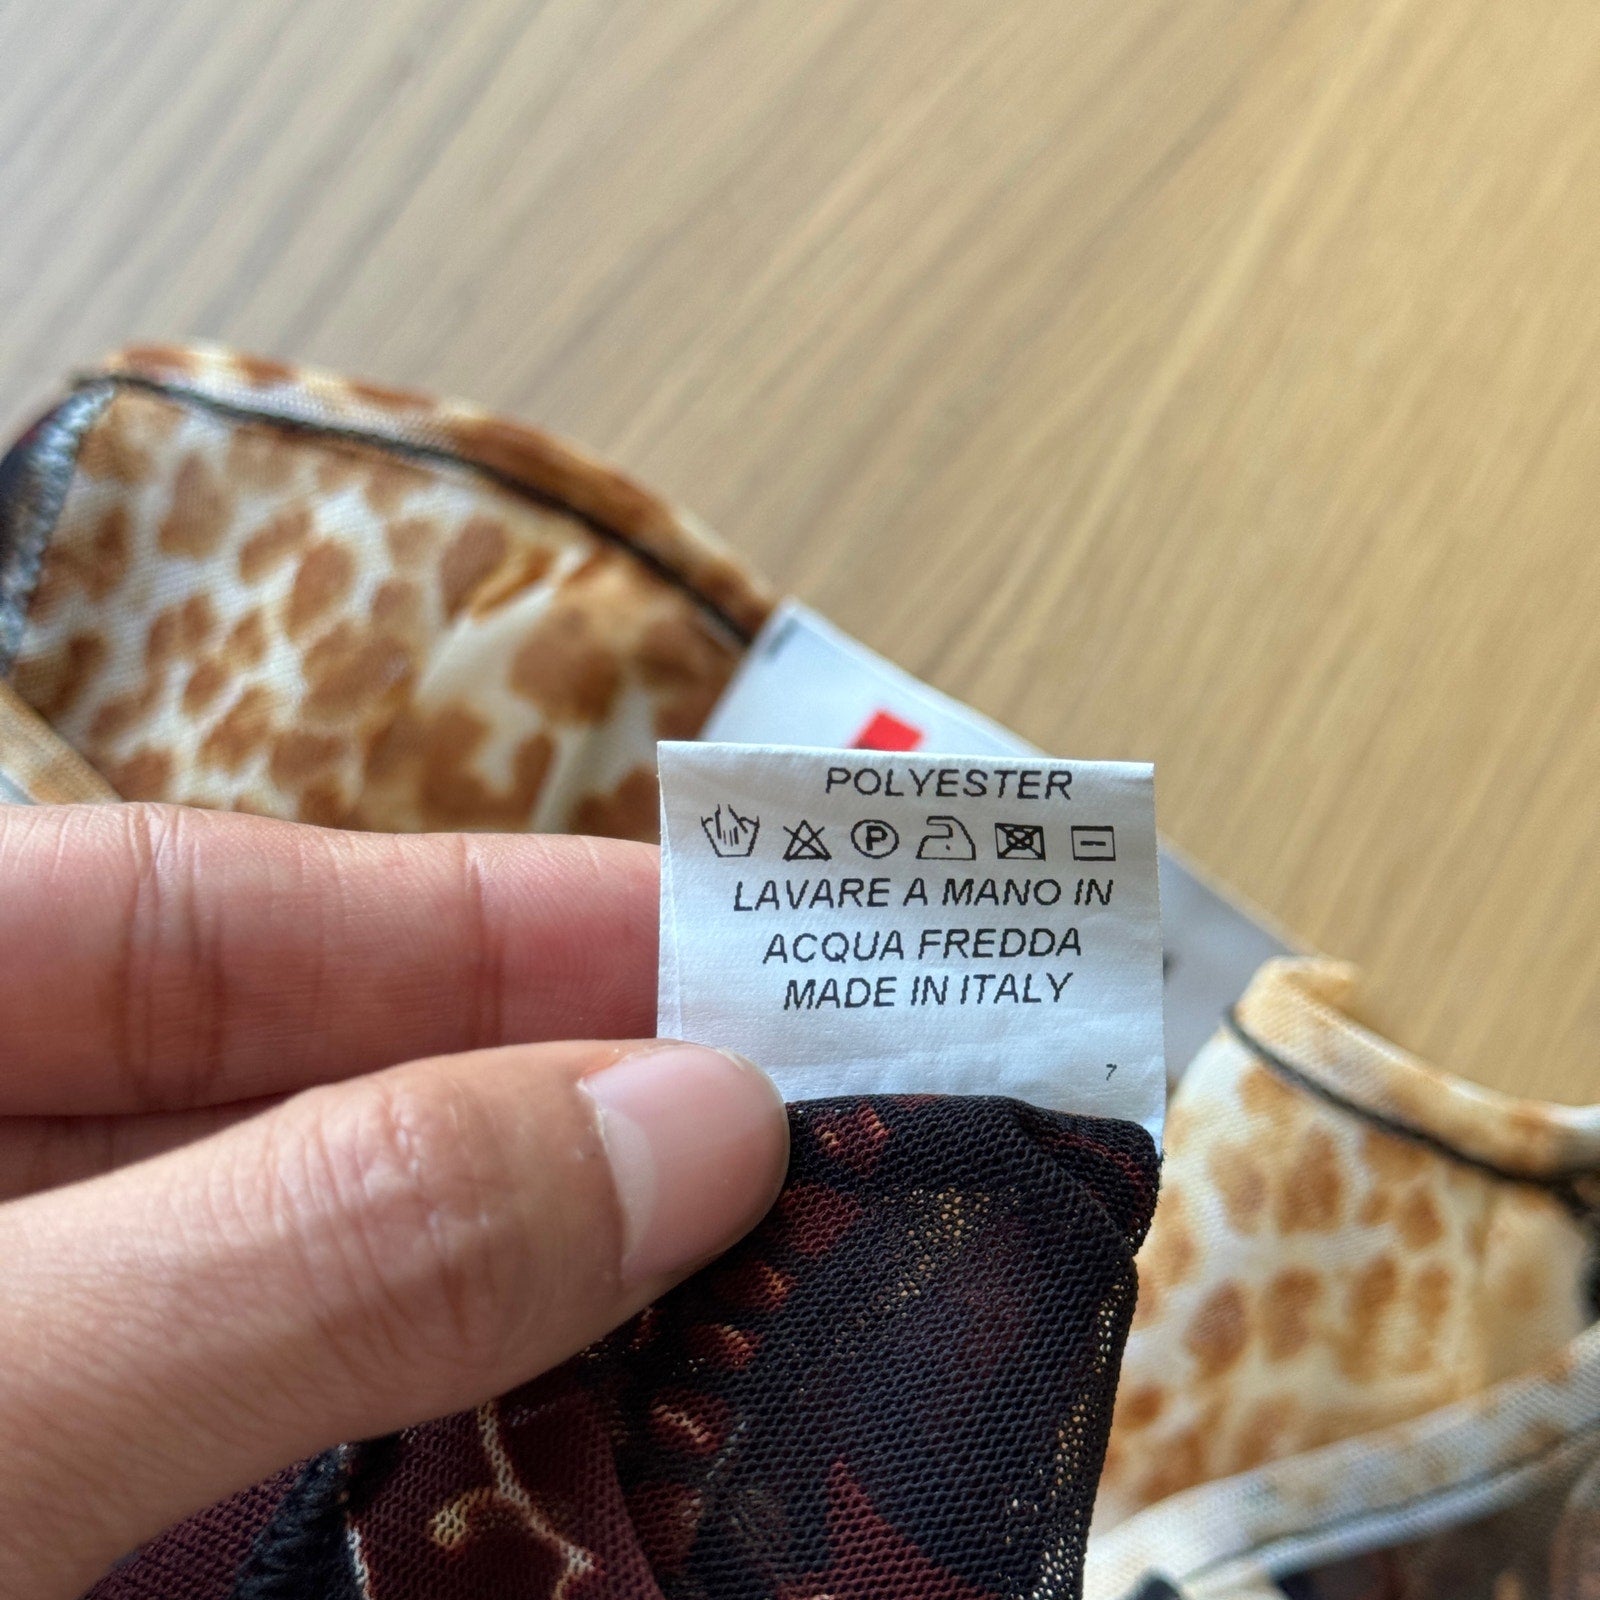 POLYESTER
P
LAVARE A MANO IN
ACQUA FREDDA
MADE IN ITALY
7